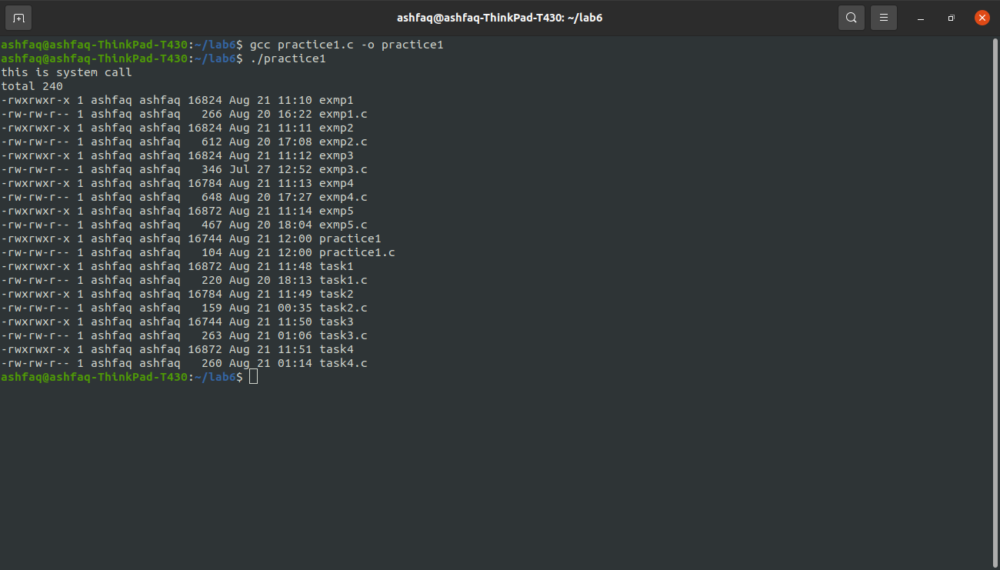 ashfaq@ashfaq-ThinkPad-T430: ~/lab6
ashfaq@ashfaq-ThinkPad-T430:~/lab6$ gcc practice1.c -o practice1
ashfaq@ashfaq-ThinkPad-T430:~/lab6$ ./practice1
this is system call
total 240
-rwxrwxr-x 1 ashfaq ashfaq 16824 Aug 21 11:10 exmp1
-rw-rw-r-- 1 ashfaq ashfaq   266 Aug 20 16:22 exmp1.c
-rwxrwxr-x 1 ashfaq ashfaq 16824 Aug 21 11:11 exmp2
-rw-rw-r-- 1 ashfaq ashfaq   612 Aug 20 17:08 exmp2.c
-rwxrwxr-x 1 ashfaq ashfaq 16824 Aug 21 11:12 exmp3
-rw-rw-r-- 1 ashfaq ashfaq   346 Jul 27 12:52 exmp3.c
-rwxrwxr-x 1 ashfaq ashfaq 16784 Aug 21 11:13 exmp4
-rw-rw-r-- 1 ashfaq ashfaq   648 Aug 20 17:27 exmp4.c
-rwxrwxr-x 1 ashfaq ashfaq 16872 Aug 21 11:14 exmp5
-rw-rw-r-- 1 ashfaq ashfaq   467 Aug 20 18:04 exmp5.c
-rwxrwxr-x 1 ashfaq ashfaq 16744 Aug 21 12:00 practice1
-rw-rw-r-- 1 ashfaq ashfaq   104 Aug 21 12:00 practice1.c
-rwxrwxr-x 1 ashfaq ashfaq 16872 Aug 21 11:48 task1
-rw-rw-r-- 1 ashfaq ashfaq   220 Aug 20 18:13 task1.c
-rwxrwxr-x 1 ashfaq ashfaq 16784 Aug 21 11:49 task2
-rw-rw-r-- 1 ashfaq ashfaq   159 Aug 21 00:35 task2.c
-rwxrwxr-x 1 ashfaq ashfaq 16744 Aug 21 11:50 task3
-rw-rw-r-- 1 ashfaq ashfaq   263 Aug 21 01:06 task3.c
-rwxrwxr-x 1 ashfaq ashfaq 16872 Aug 21 11:51 task4
-rw-rw-r-- 1 ashfaq ashfaq   260 Aug 21 01:14 task4.c
ashfaq@ashfaq-ThinkPad-T430:~/lab6$